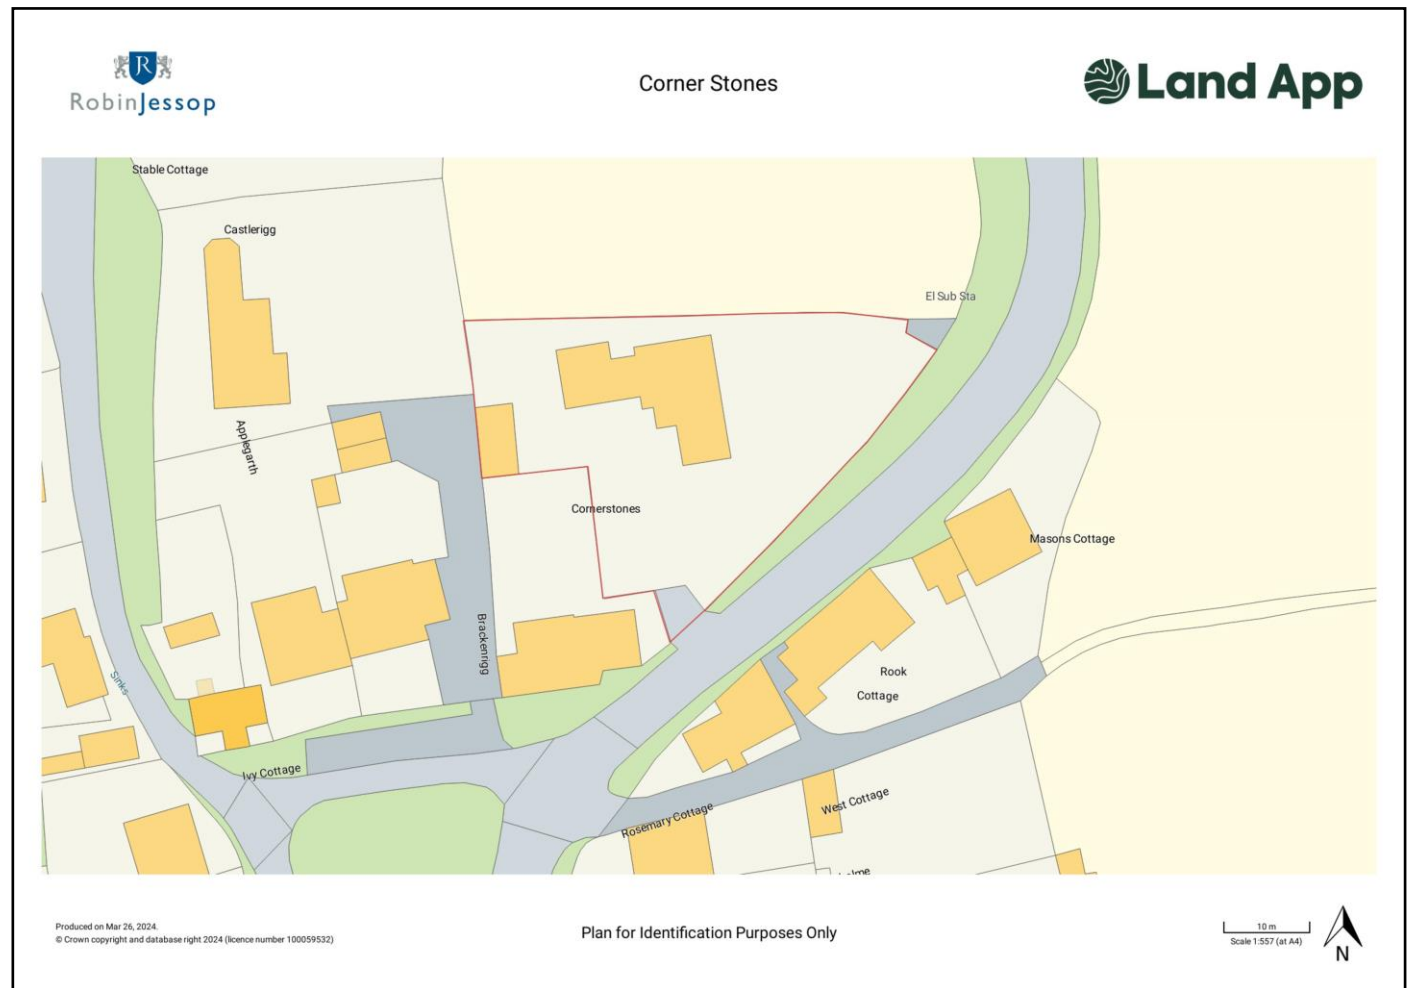 R
RobinJessop
Corner Stones
Land App
Stable Cottage
Castlerigg
El Sub Sta
Applegarth
Cornerstones
Masons Cottage
Brackenrigg
Sinks
Rook
Cottage
Ivy Cottage
West Cottage
Rosemary Cottage
Produced on Mar 26, 2024.
© Crown copyright and database right 2024 (licence number 100059532)
Plan for Identification Purposes Only
10 m
Scale 1:557 (at A4)
N